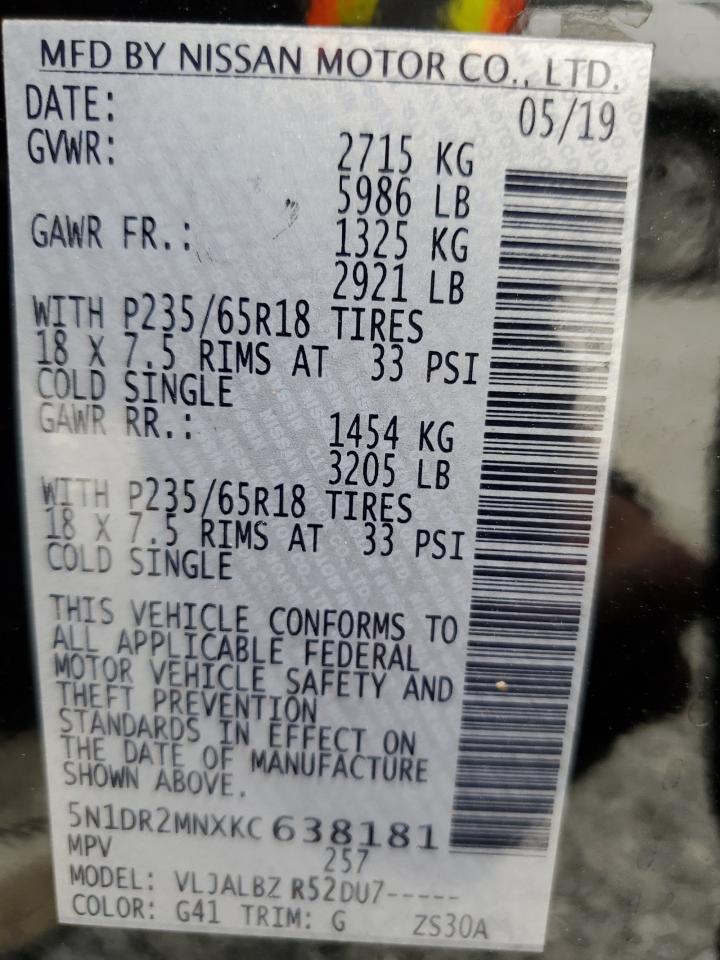 MFD BY NISSAN MOTOR CO., LTD.
DATE: 05/19
GVWR: 2715 KG
5986 LB
GAWR FR.: 1325 KG
2921 LB
WITH P235/65R18 TIRES
18 X 7.5 RIMS AT 33 PSI
COLD SINGLE
GAWR RR.: 1454 KG
3205 LB
WITH P235/65R18 TIRES
18 X 7.5 RIMS AT 33 PSI
COLD SINGLE
THIS VEHICLE CONFORMS TO
ALL APPLICABLE FEDERAL
MOTOR VEHICLE SAFETY AND
THEFT PREVENTION
STANDARDS IN EFFECT ON
THE DATE OF MANUFACTURE
SHOWN ABOVE.
5N1DR2MNXKC 638181
MPV 257
MODEL: VLJALBZ R52DU7-----
COLOR: G41 TRIM: G ZS30A